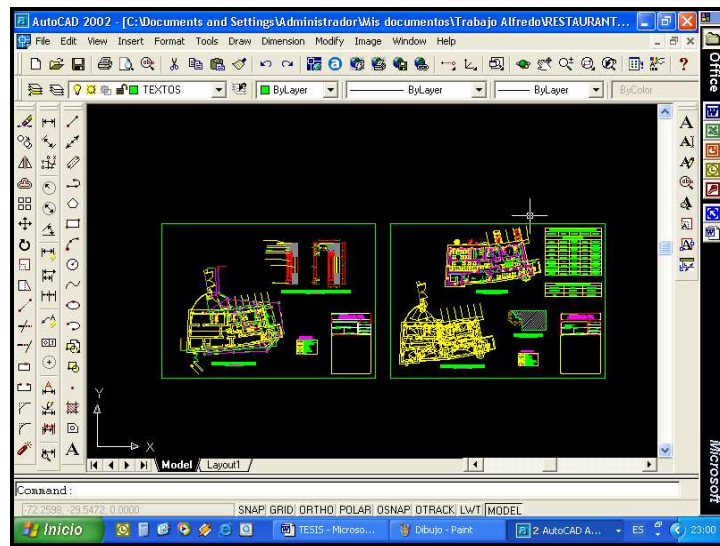 AutoCAD 2002 - [C:\Documents and Settings\Administrador\Mis documentos\Trabajo Alfredo\RESTAURANT...
File Edit View Insert Format Tools Draw Dimension Modify Image Window Help
TEXTOS ByLayer ByLayer ByLayer ByColor
Office
Y
X
Model Layout1
Microsoft
Command:
-72.2598, -29.5472, 0.0000 SNAP GRID ORTHO POLAR OSNAP OTRACK LWT MODEL
Inicio TESIS - Microso... Dibujo - Paint 2 AutoCAD A... ES 23:00